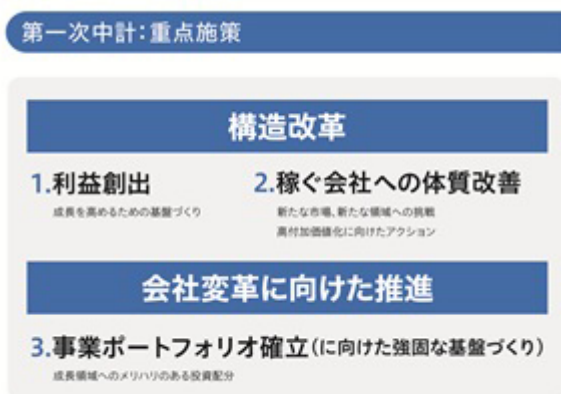 第一次中計:重点施策
構造改革
1.利益創出
成長を高めるための基盤づくり
2.稼ぐ会社への体質改善
新たな市場、新たな領域への挑戦
高付加価値化に向けたアクション
会社変革に向けた推進
3.事業ポートフォリオ確立(に向けた強固な基盤づくり)
成長領域へのメリハリのある投資配分